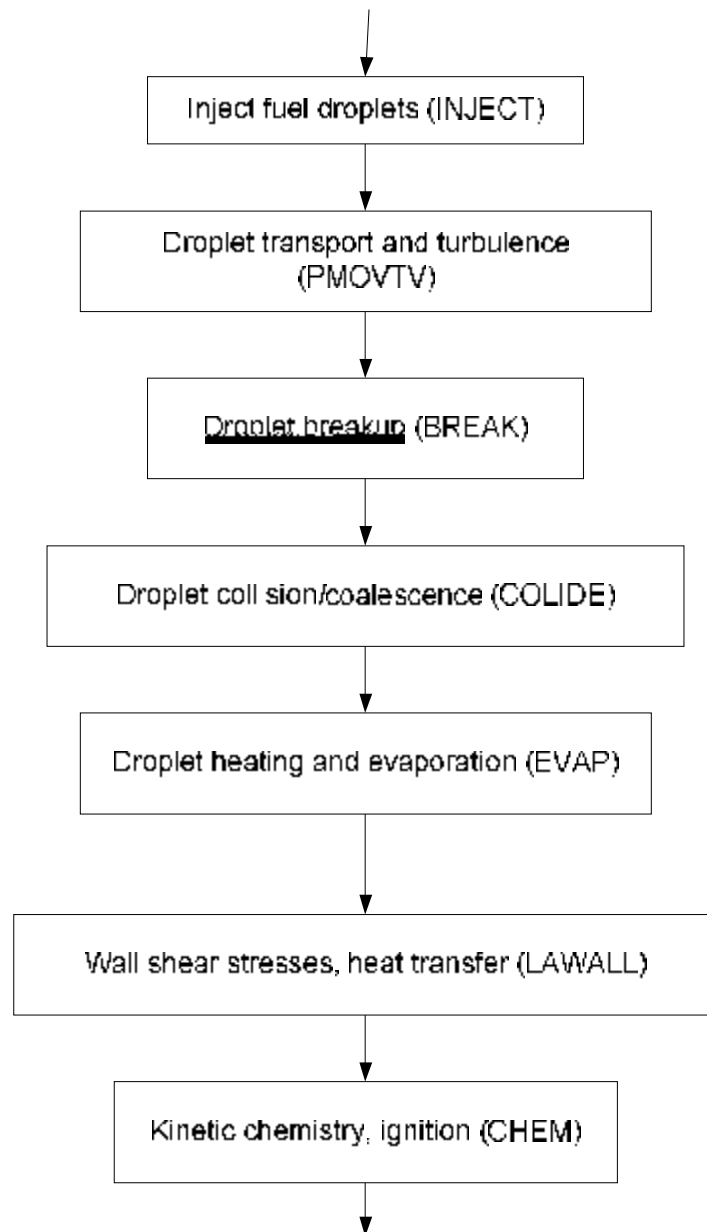 Inject fuel droplets (INJECT)
Droplet transport and turbulence
(PMOVTV)
Droplet breakup (BREAK)
Droplet coll sion/coalescence (COLIDE)
Droplet heating and evaporation (EVAP)
Wall shear stresses, heat transfer (LAWALL)
Kinetic chemistry, ignition (CHEM)